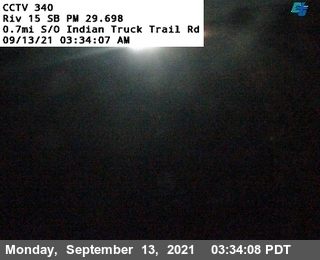 CCTV 340
Riv 15 SB PM 29.698
0.7mi S/O Indian Truck Trail Rd
09/13/21 03:34:07 AM
Monday, September 13, 2021 03:34:08 PDT